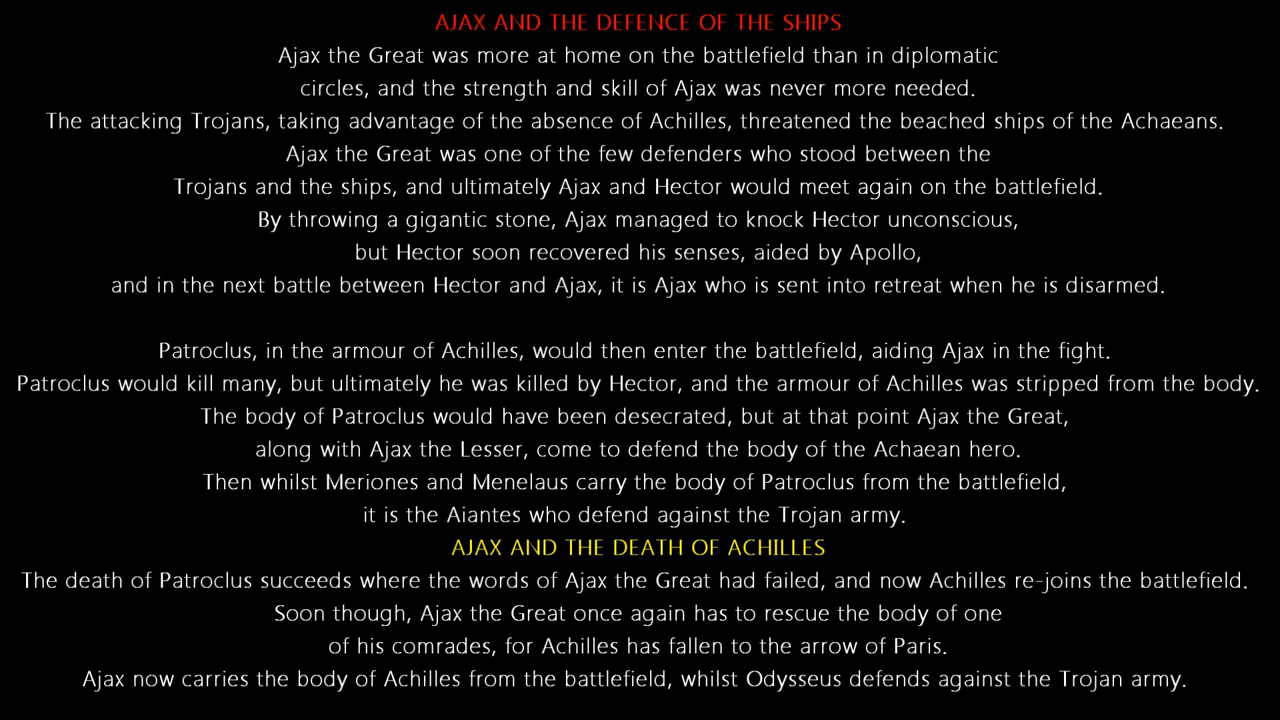 AJAX AND THE DEFENCE OF THE SHIPS
Ajax the Great was more at home on the battlefield than in diplomatic
circles, and the strength and skill of Ajax was never more needed.
The attacking Trojans, taking advantage of the absence of Achilles, threatened the beached ships of the Achaeans.
Ajax the Great was one of the few defenders who stood between the
Trojans and the ships, and ultimately Ajax and Hector would meet again on the battlefield.
By throwing a gigantic stone, Ajax managed to knock Hector unconscious,
but Hector soon recovered his senses, aided by Apollo,
and in the next battle between Hector and Ajax, it is Ajax who is sent into retreat when he is disarmed.
Patroclus, in the armour of Achilles, would then enter the battlefield, aiding Ajax in the fight.
Patroclus would kill many, but ultimately he was killed by Hector, and the armour of Achilles was stripped from the body.
The body of Patroclus would have been desecrated, but at that point Ajax the Great,
along with Ajax the Lesser, come to defend the body of the Achaean hero.
Then whilst Meriones and Menelaus carry the body of Patroclus from the battlefield,
it is the Aiantes who defend against the Trojan army.
AJAX AND THE DEATH OF ACHILLES
The death of Patroclus succeeds where the words of Ajax the Great had failed, and now Achilles re-joins the battlefield.
Soon though, Ajax the Great once again has to rescue the body of one
of his comrades, for Achilles has fallen to the arrow of Paris.
Ajax now carries the body of Achilles from the battlefield, whilst Odysseus defends against the Trojan army.